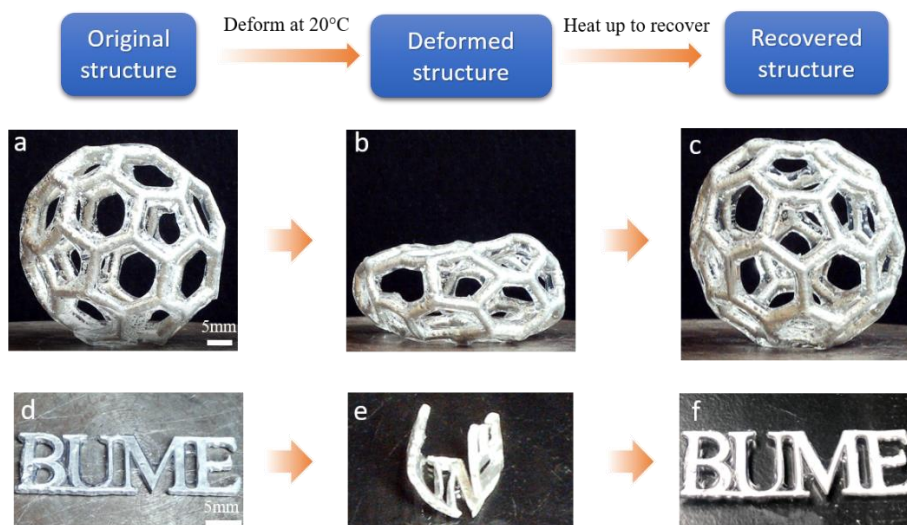 Original
structure
Deform at 20°C
Deformed
structure
Heat up to recover
Recovered
structure
a
b
c
5mm
d
e
f
BUME
5mm
BUME